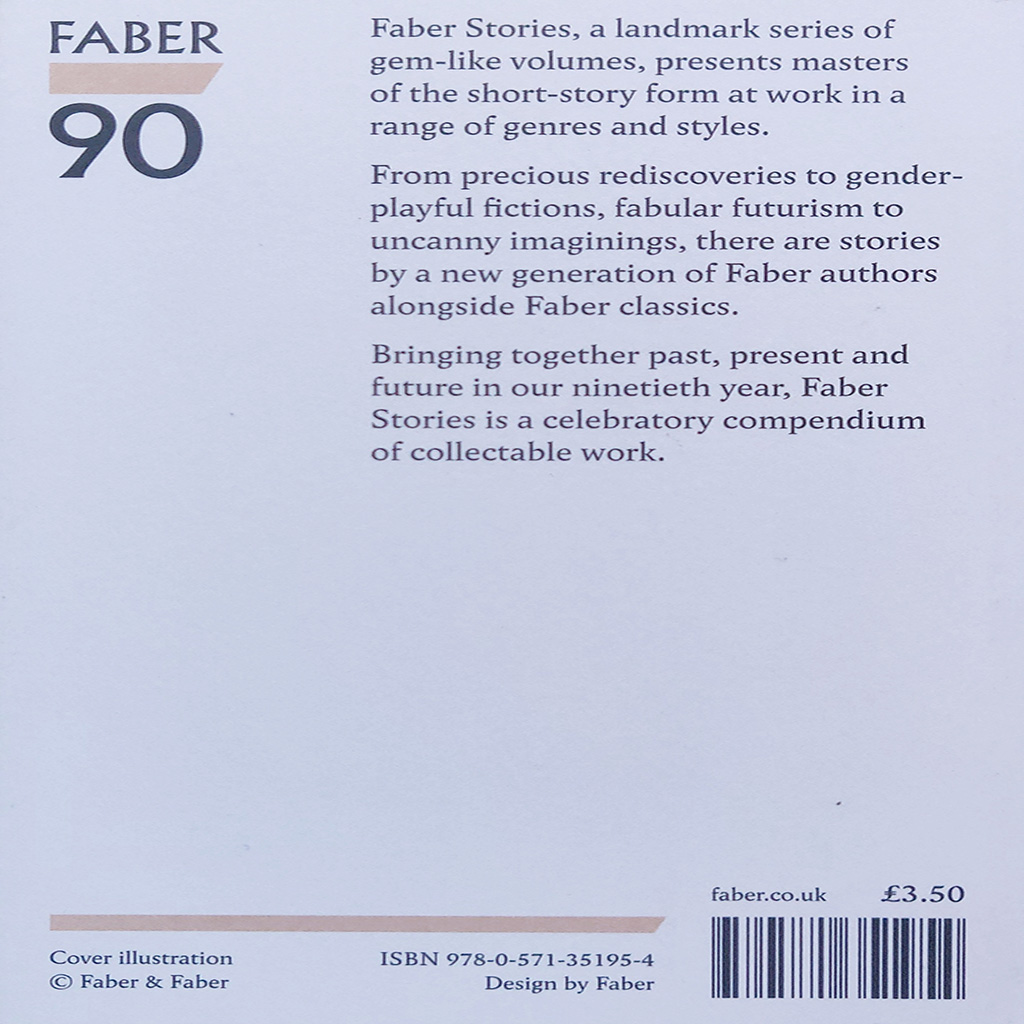 FABER
90
Faber Stories, a landmark series of
gem-like volumes, presents masters
of the short-story form at work in a
range of genres and styles.
From precious rediscoveries to gender-
playful fictions, fabular futurism to
uncanny imaginings, there are stories
by a new generation of Faber authors
alongside Faber classics.
Bringing together past, present and
future in our ninetieth year, Faber
Stories is a celebratory compendium
of collectable work.
faber.co.uk £3.50
Cover illustration
© Faber & Faber
ISBN 978-0-571-35195-4
Design by Faber